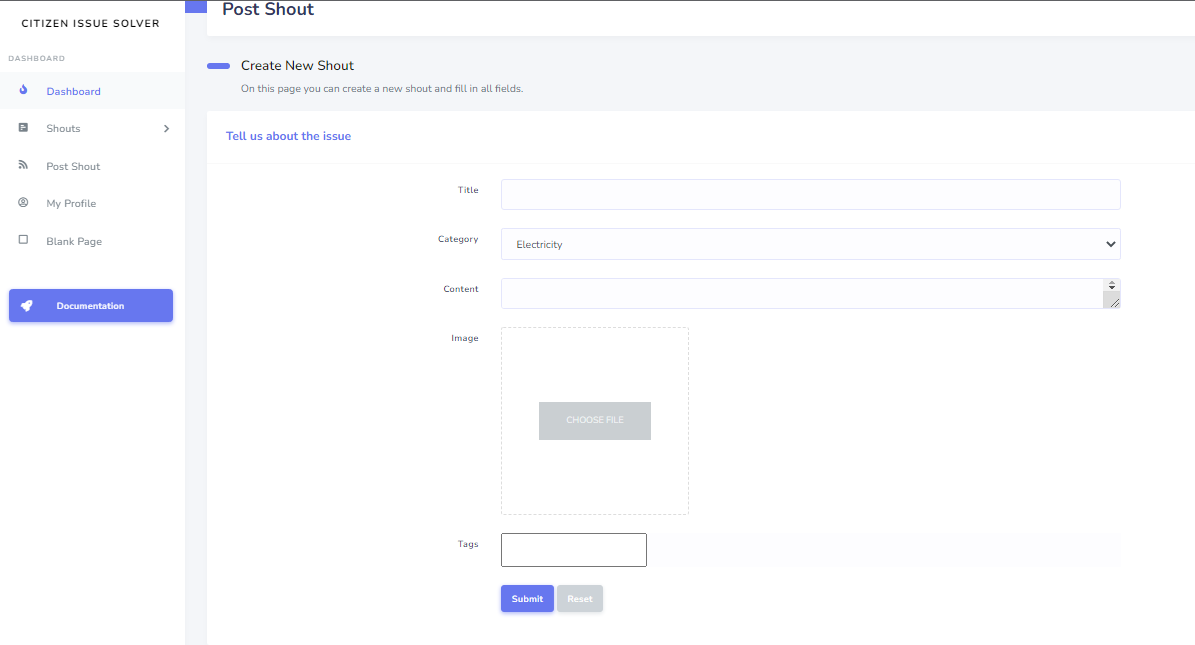 CITIZEN ISSUE SOLVER
DASHBOARD
Dashboard
Shouts
Post Shout
My Profile
Blank Page
Documentation
Post Shout
Create New Shout
On this page you can create a new shout and fill in all fields.
Tell us about the issue
Title
Category
Electricity
Content
Image
CHOOSE FILE
Tags
Submit
Reset